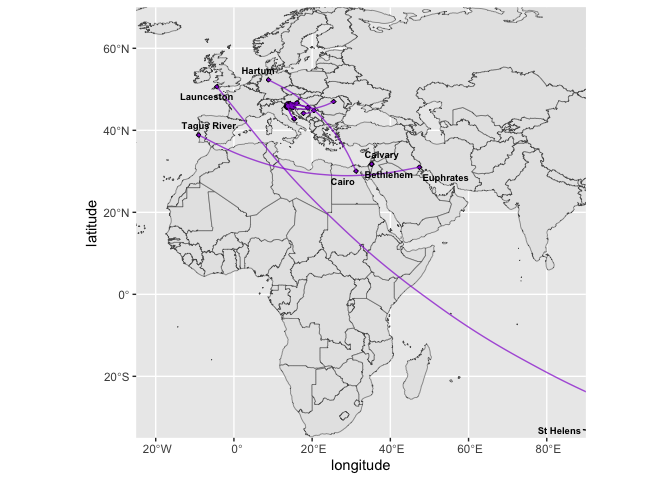 60°N
40°N
20°N
0°
20°S
latitude
Hartum
Launceston
Tagus River
Calvary
Bethlehem
Cairo
Euphrates
St Helens
20°W
0°
20°E
40°E
60°E
80°E
longitude